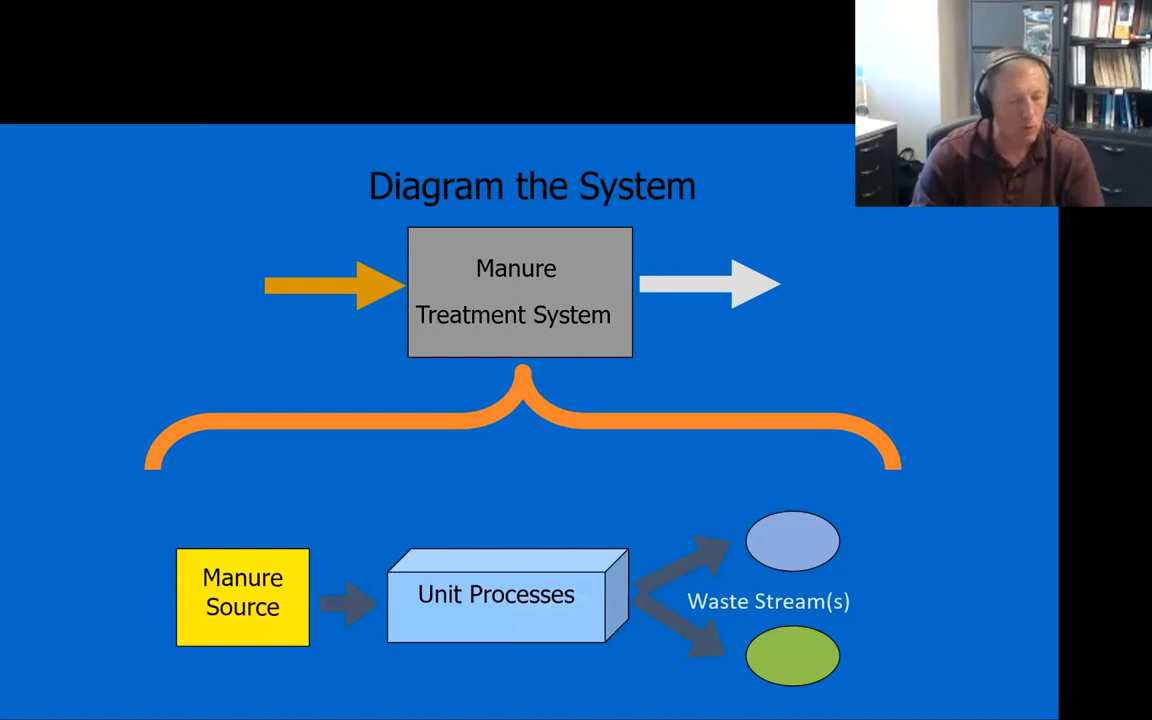 Diagram the System
Manure
Treatment System
Manure
Source
Unit Processes
Waste Stream(s)